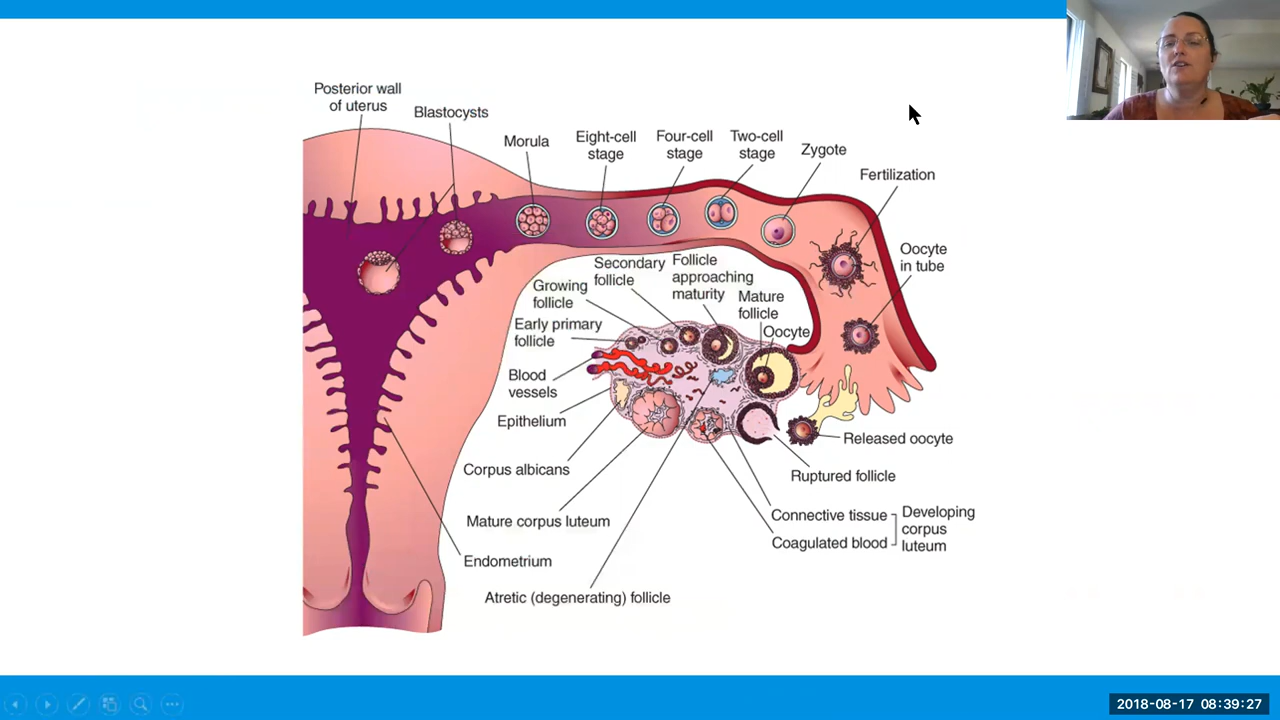 Posterior wall
of uterus
Blastocysts
Morula
Eight-cell
stage
Four-cell
stage
Two-cell
stage
Zygote
Fertilization
Oocyte
in tube
Secondary
follicle
Follicle
approaching
maturity
Growing
follicle
Mature
follicle
Oocyte
Early primary
follicle
Blood
vessels
Epithelium
Released oocyte
Corpus albicans
Ruptured follicle
Mature corpus luteum
Connective tissue
Coagulated blood
Developing
corpus
luteum
Endometrium
Atretic (degenerating) follicle
2018-08-17 08:39:27